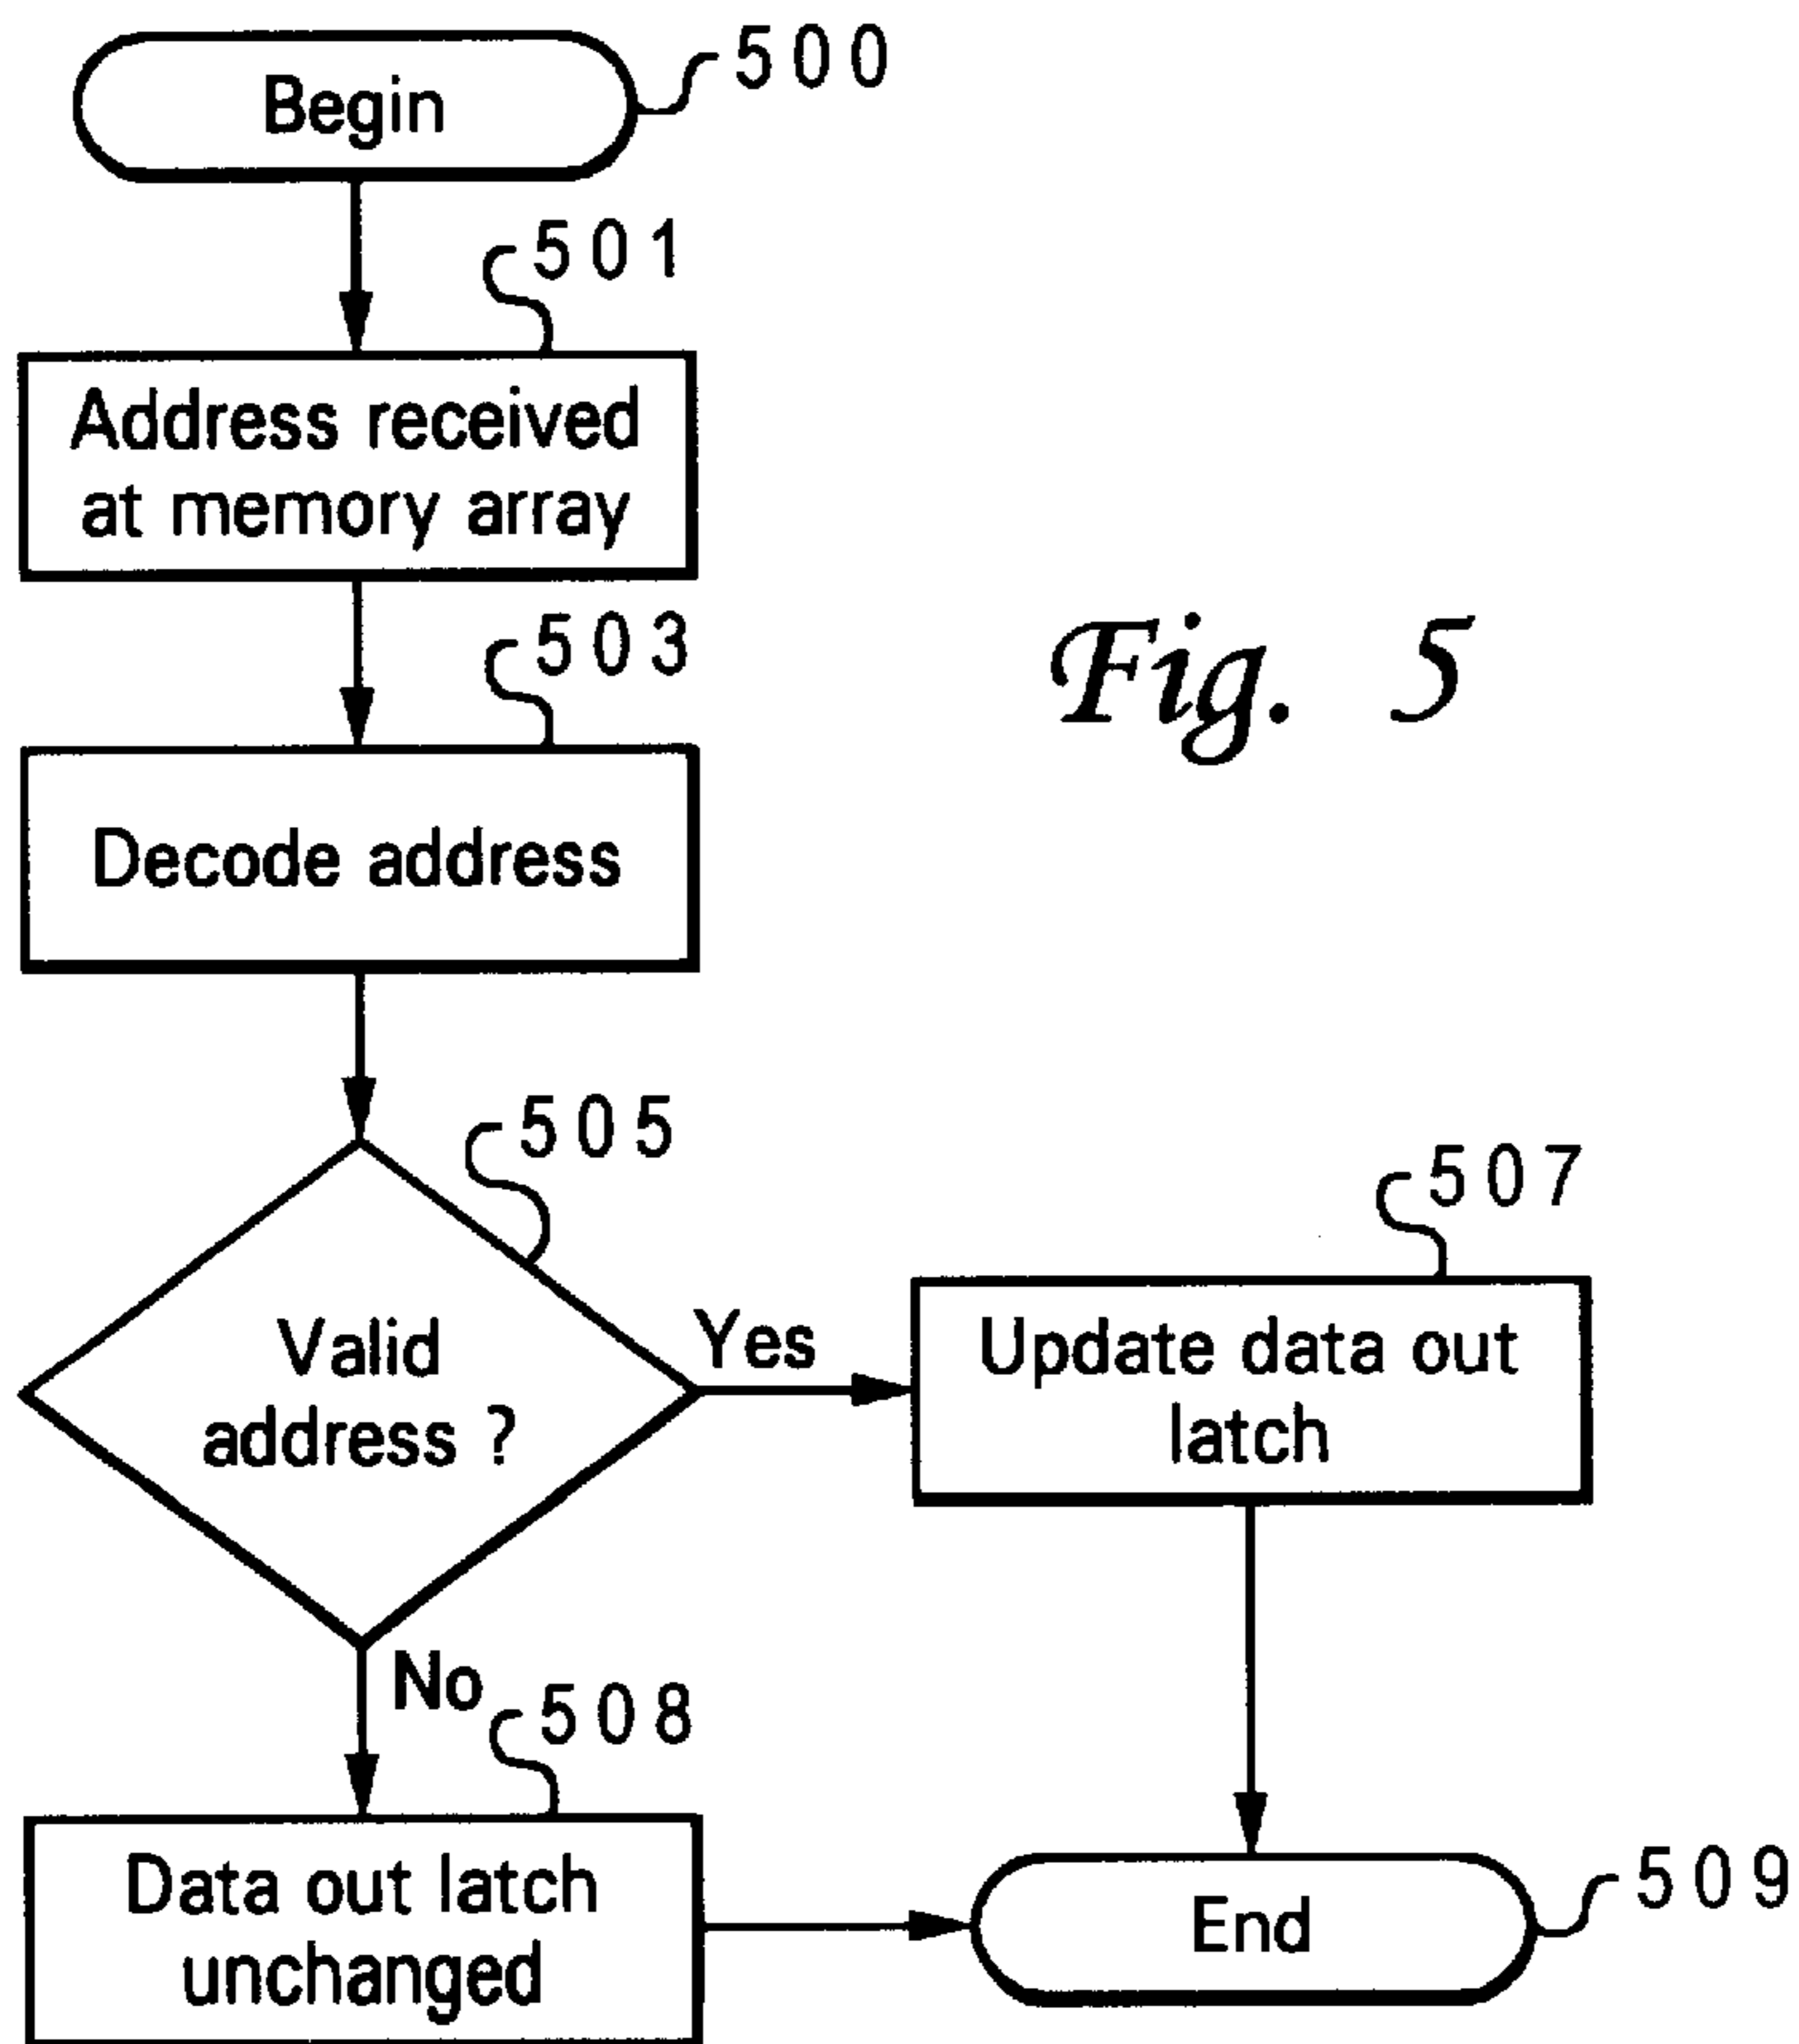 Begin
500
501
Address received
at memory array
503
Decode address
Fig. 5
505
Valid
address ?
Yes
507
Update data out
latch
No
508
Data out latch
unchanged
End
509